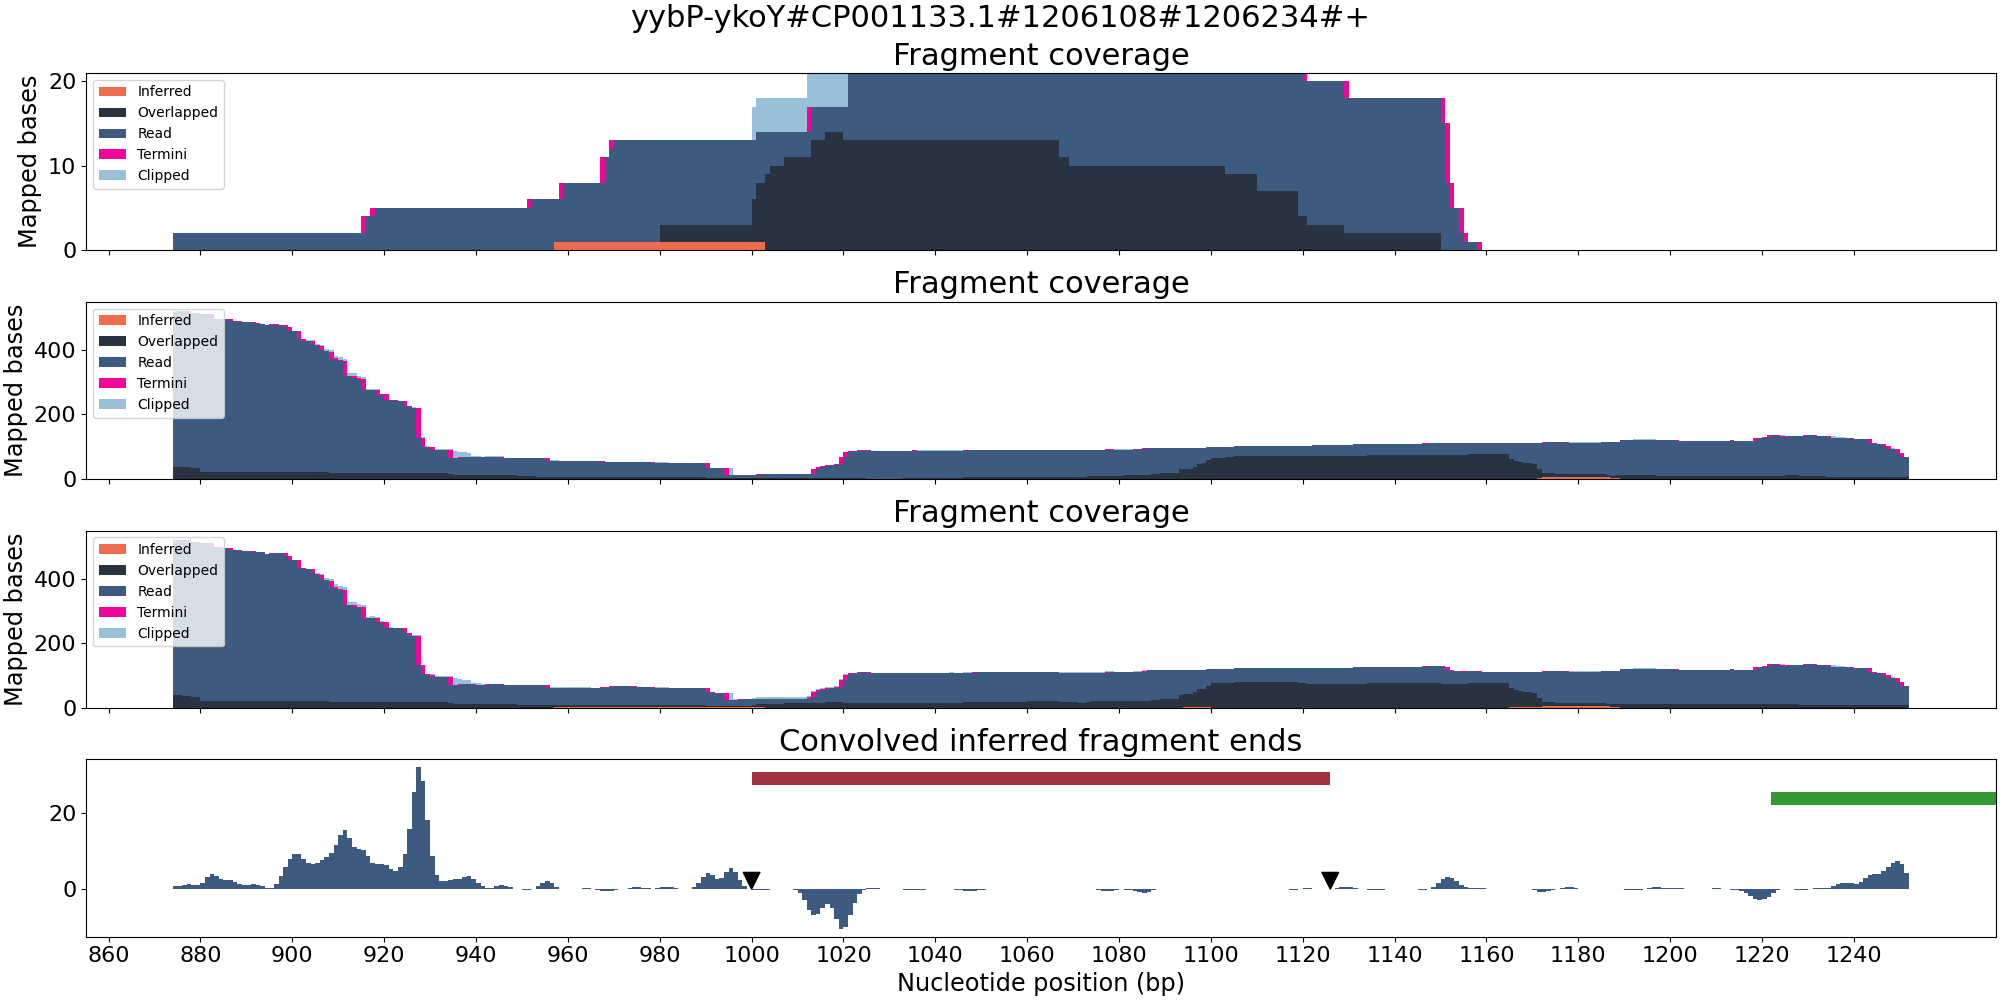 yybP-ykoY#CP001133.1#1206108#1206234#+
Fragment coverage
Mapped bases
20
10
0
Inferred
Overlapped
Read
Termini
Clipped
Fragment coverage
Mapped bases
400
200
0
Inferred
Overlapped
Read
Termini
Clipped
Fragment coverage
Mapped bases
400
200
0
Inferred
Overlapped
Read
Termini
Clipped
Convolved inferred fragment ends
20
0
860 880 900 920 940 960 980 1000 1020 1040 1060 1080 1100 1120 1140 1160 1180 1200 1220 1240
Nucleotide position (bp)